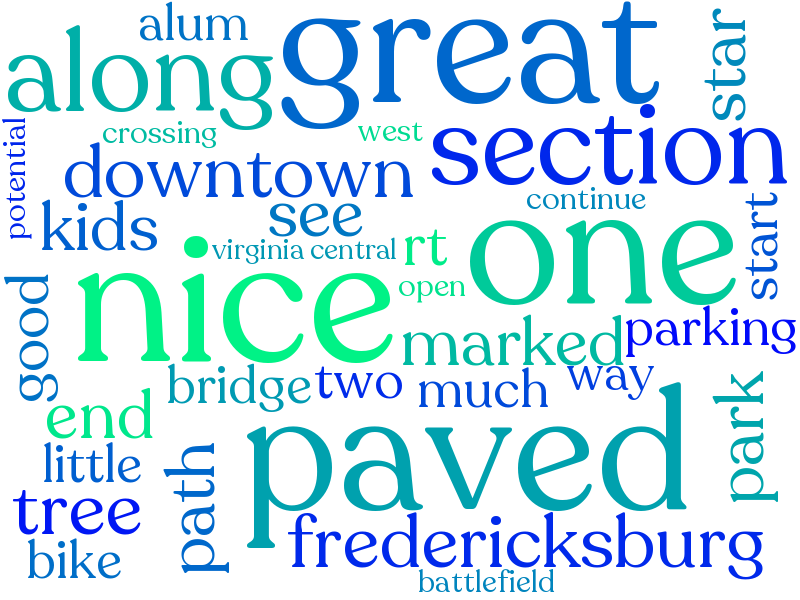 alum
great
star
along
crossing
west
section
potential
downtown
continue
kids
see
virginia central
rt
one
start
nice
open
good
marked
parking
bridge
two
much
way
end
paved
park
little
path
tree
fredericksburg
bike
battlefield